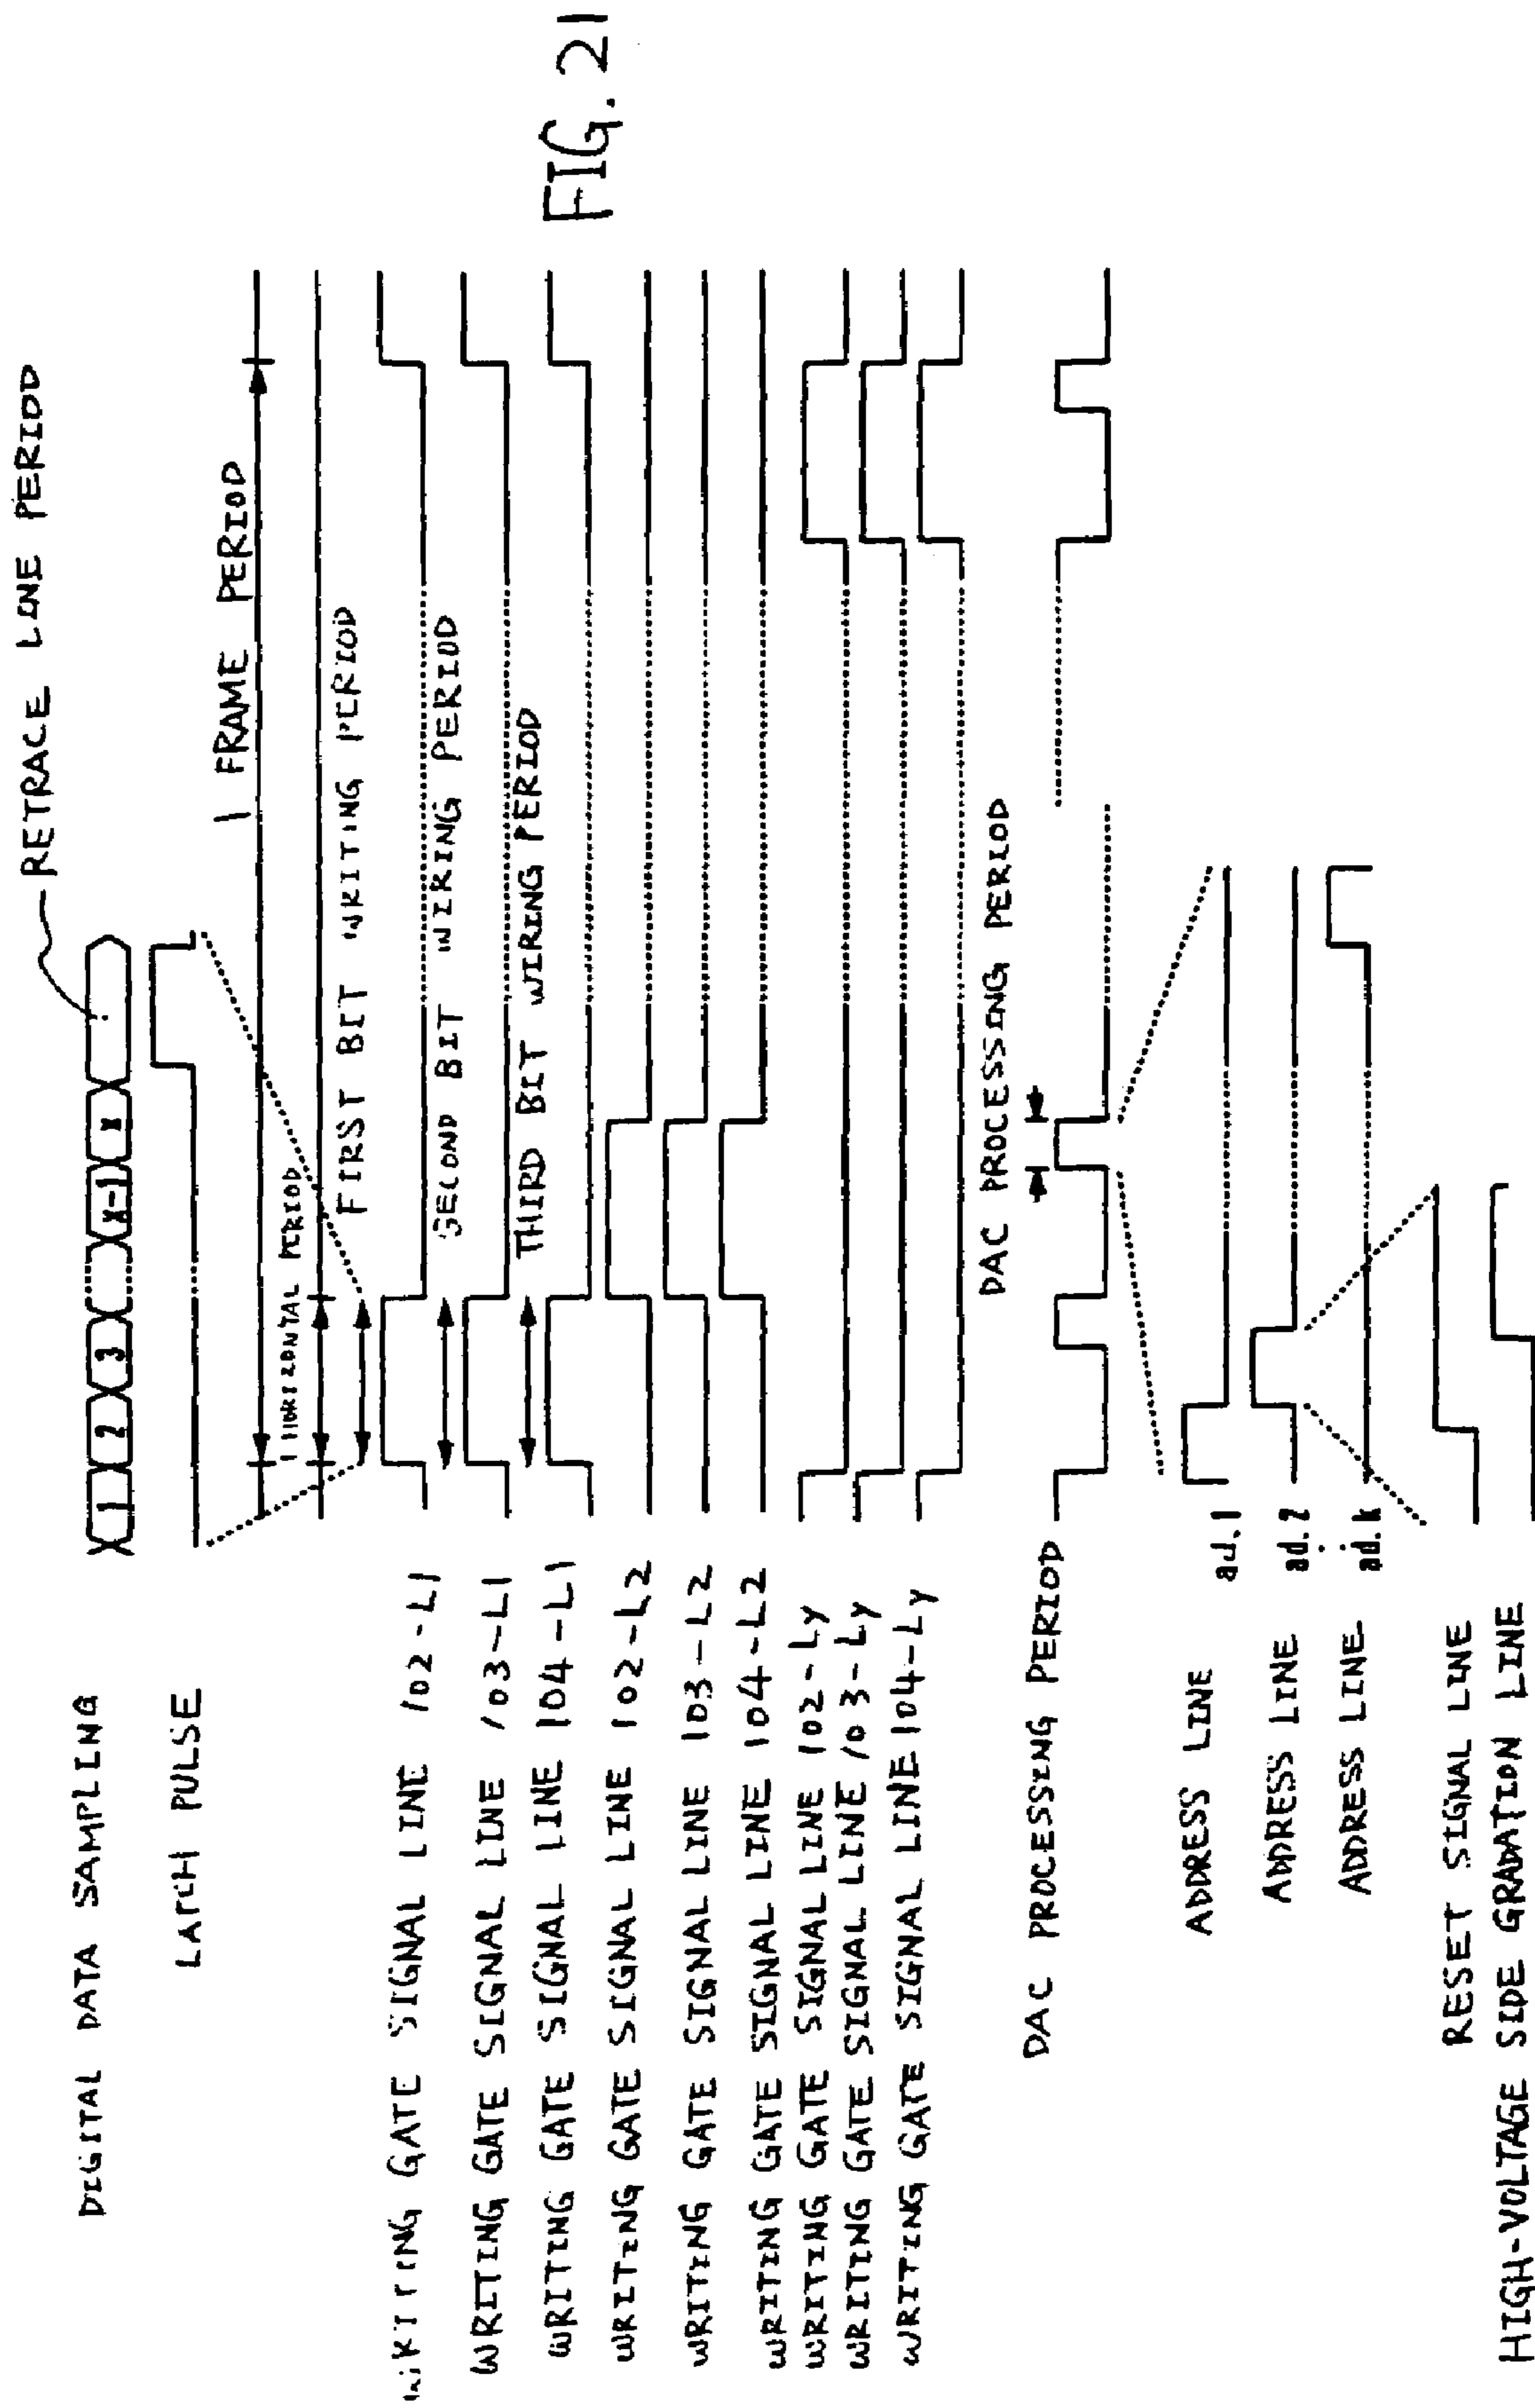 RETRACE LINE PERIOD
DIGITAL DATA SAMPLING
1 2 3 x-1 x
LATCH PULSE
1 FRAME PERIOD
1 HORIZONTAL PERIOD
FIRST BIT WRITING PERIOD
WRITING GATE SIGNAL LINE 102-L1
SECOND BIT WIRING PERIOD
WRITING GATE SIGNAL LINE 103-L1
THIRD BIT WIRING PERIOD
WRITING GATE SIGNAL LINE 104-L1
WRITING GATE SIGNAL LINE 102-L2
WRITING GATE SIGNAL LINE 103-L2
WRITING GATE SIGNAL LINE 104-L2
WRITING GATE SIGNAL LINE 102-Ly
WRITING GATE SIGNAL LINE 103-Ly
WRITING GATE SIGNAL LINE 104-Ly
DAC PROCESSING PERIOD
DAC PROCESSING PERIOD
ADDRESS LINE ad.1
ADDRESS LINE ad.2
ADDRESS LINE ad.k
RESET SIGNAL LINE
HIGH-VOLTAGE SIDE GRADATION LINE
FIG. 21